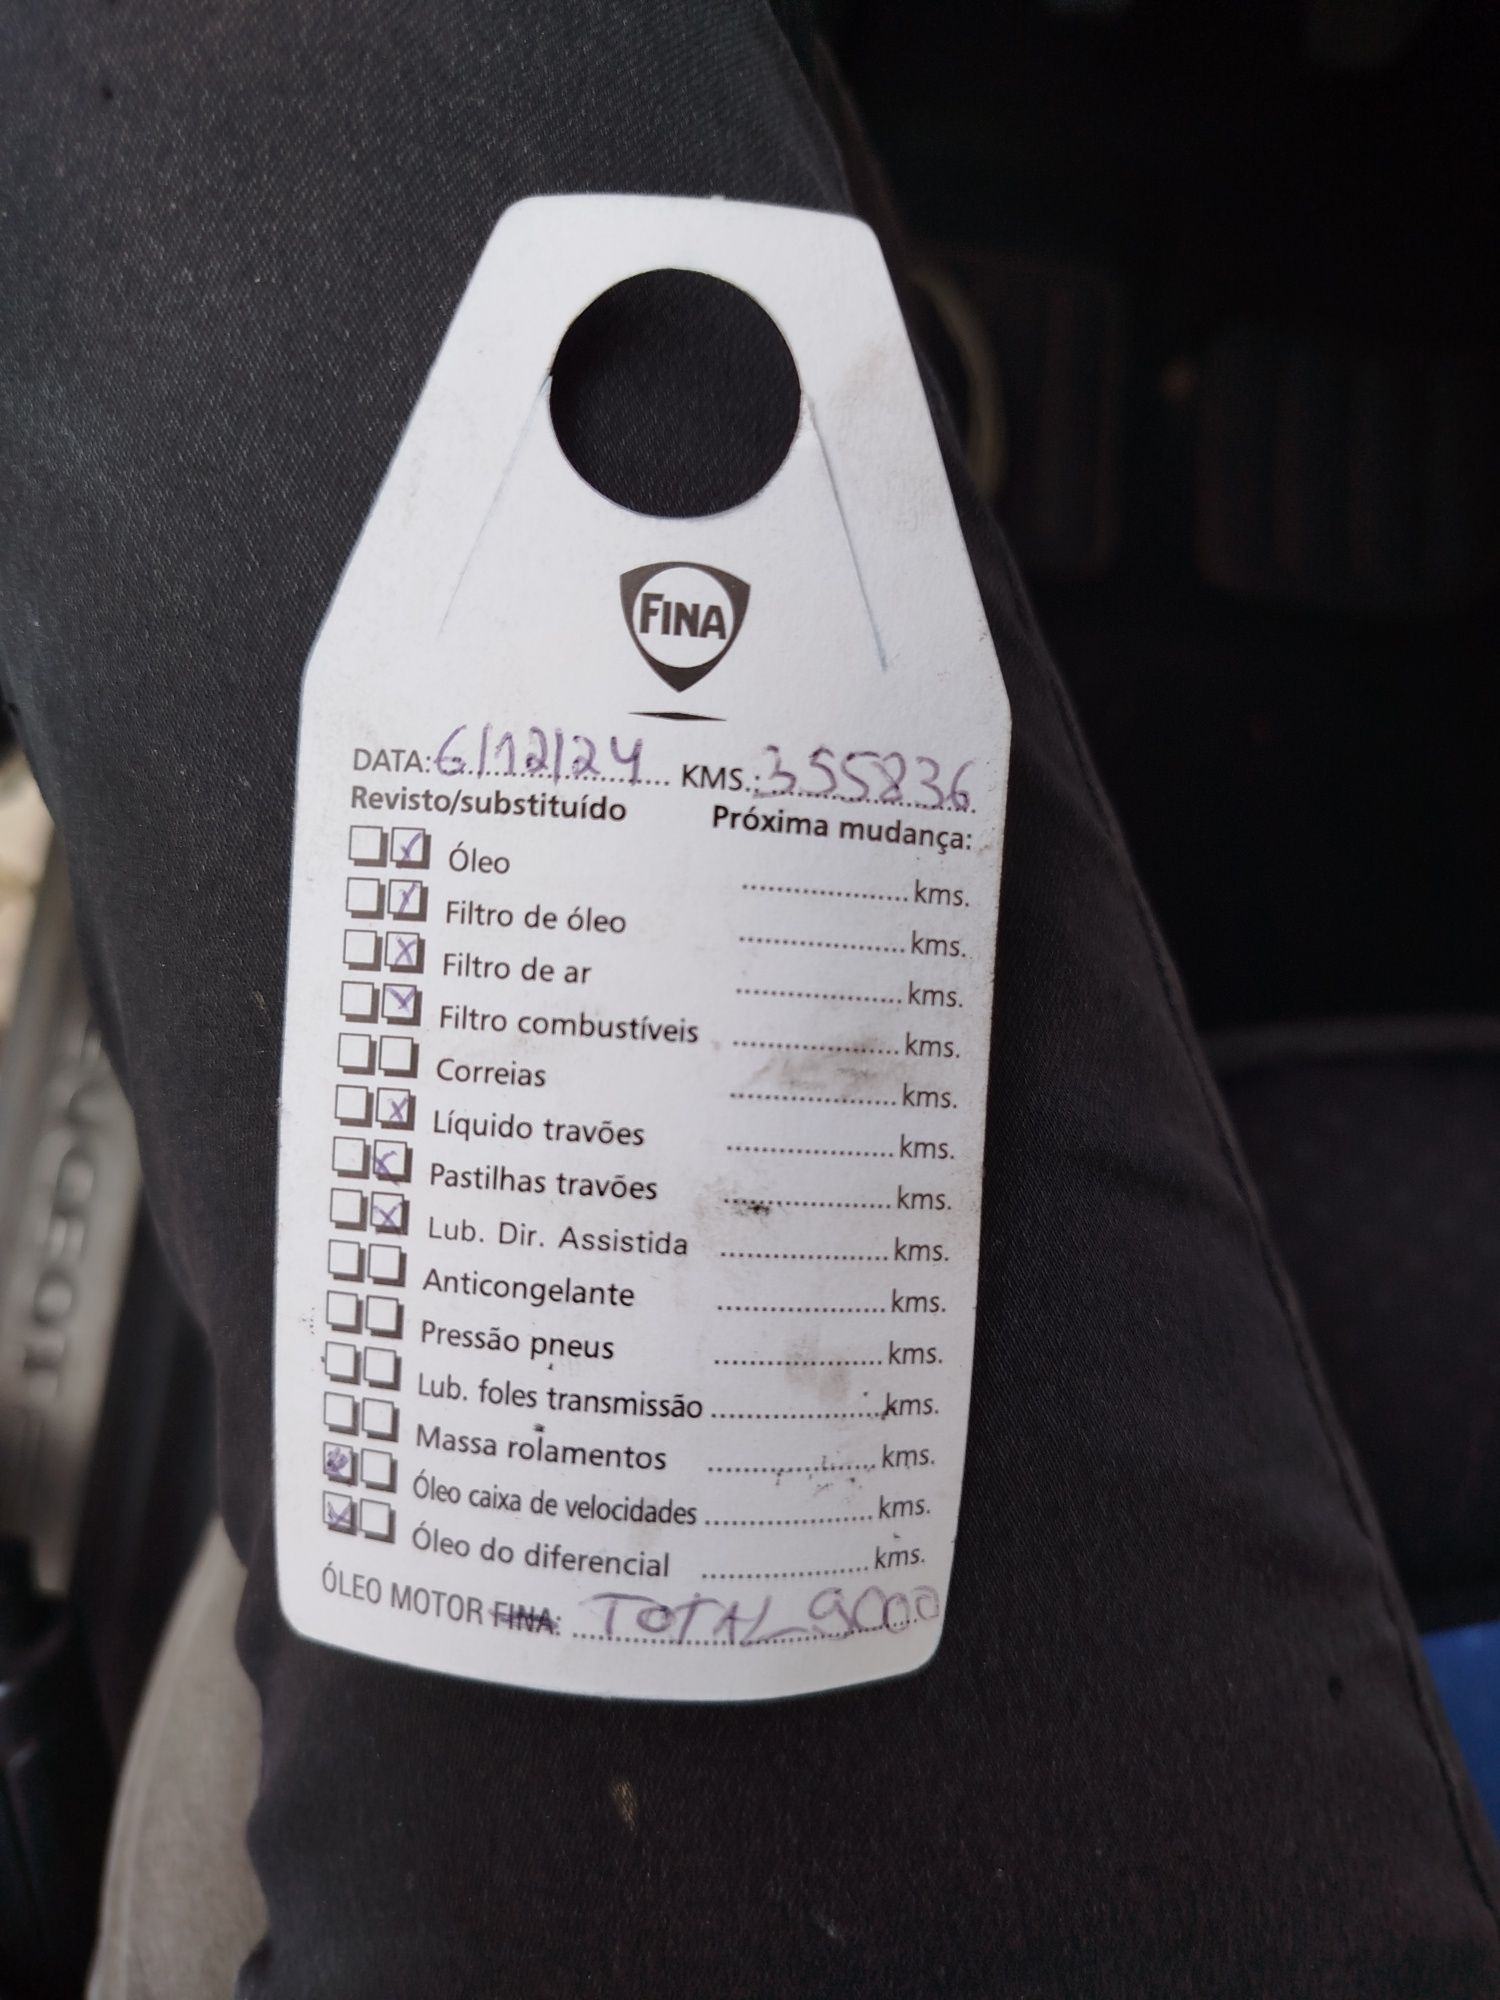 FINA
DATA: 6/12/24 KMS.: 355836
Revisto/substituído Próxima mudança:
Óleo kms.
Filtro de óleo kms.
Filtro de ar kms.
Filtro combustíveis kms.
Correias kms.
Líquido travões kms.
Pastilhas travões kms.
Lub. Dir. Assistida kms.
Anticongelante kms.
Pressão pneus kms.
Lub. foles transmissão kms.
Massa rolamentos kms.
Óleo caixa de velocidades kms.
Óleo do diferencial kms.
ÓLEO MOTOR FINA: TOTAL 9000